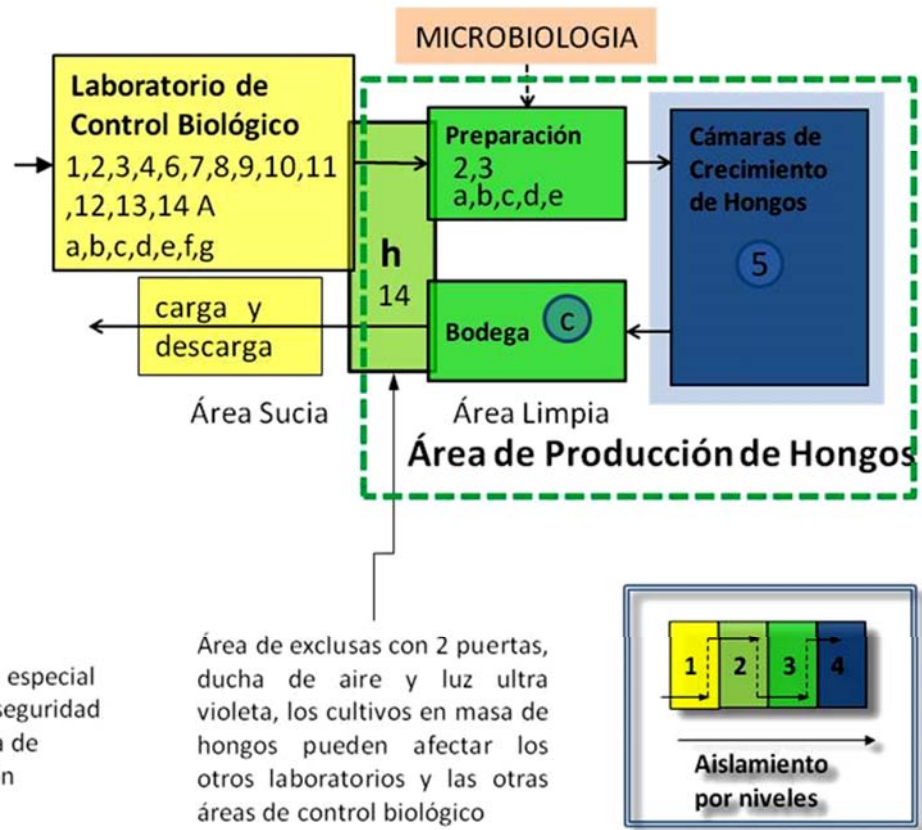 MICROBIOLOGIA
Laboratorio de
Control Biológico
1,2,3,4,6,7,8,9,10,11
,12,13,14 A
a,b,c,d,e,f,g
h
14
Preparación
2,3
a,b,c,d,e
Cámaras de
Crecimiento
de Hongos
5
carga y
descarga
Bodega
c
Área Sucia
Área Limpia
Área de Producción de Hongos
especial
seguridad
de
Área de exclusas con 2 puertas,
ducha de aire y luz ultra
violeta, los cultivos en masa de
hongos pueden afectar los
otros laboratorios y las otras
áreas de control biológico
1 2 3 4
Aislamiento
por niveles